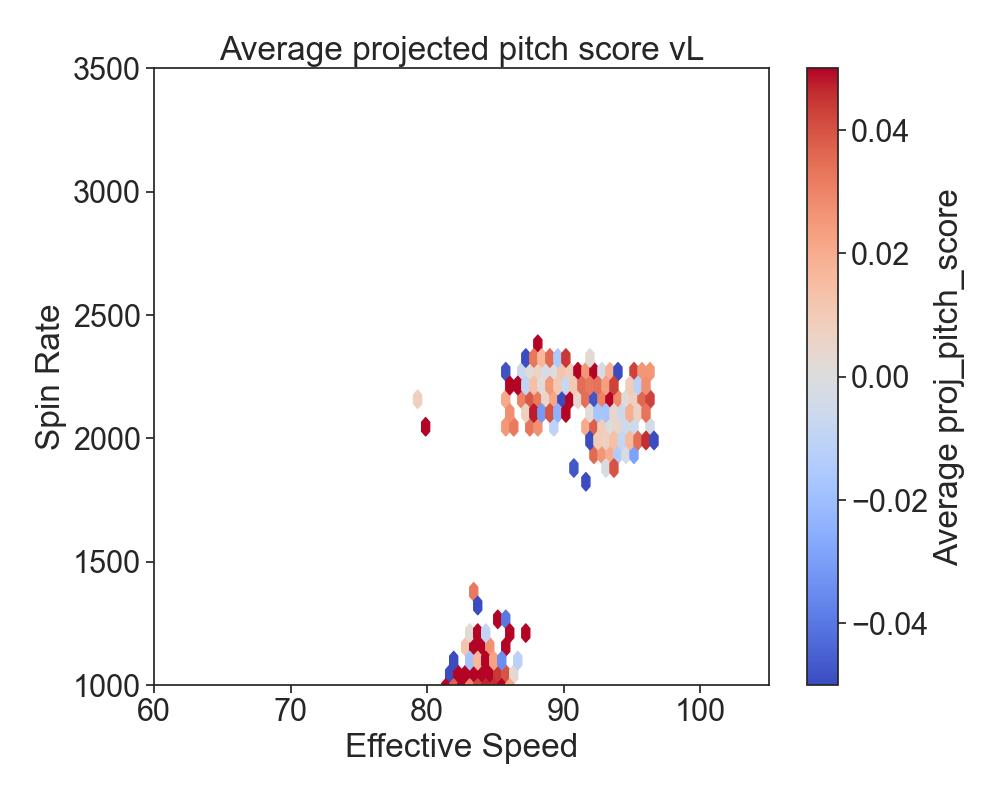 Average projected pitch score vL
3500
3000
2500
2000
1500
1000
Spin Rate
60 70 80 90 100
Effective Speed
0.04
0.02
0.00
−0.02
−0.04
Average proj_pitch_score